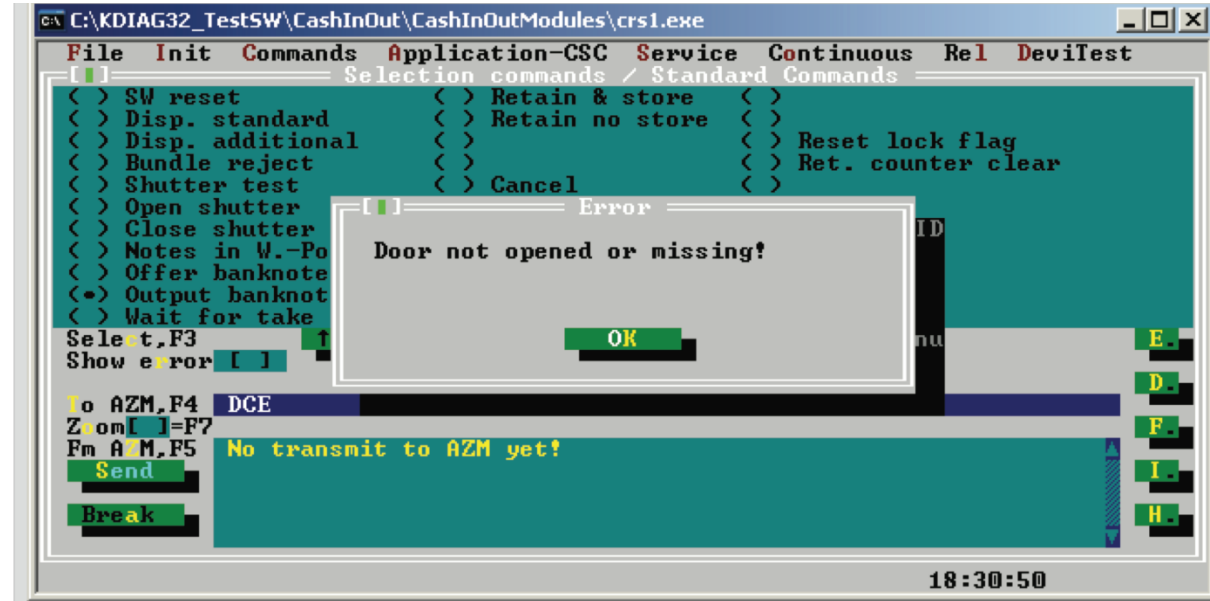 C:\KDIAG32_TestSW\CashInOut\CashInOutModules\crs1.exe
File Init Commands Application-CSC Service Continuous Rel DeviTest
[ ] Selection commands / Standard Commands
( ) SW reset ( ) Retain & store ( )
( ) Disp. standard ( ) Retain no store ( )
( ) Disp. additional ( ) ( ) Reset lock flag
( ) Bundle reject ( ) ( ) Ret. counter clear
( ) Shutter test ( ) Cancel ( )
( ) Open shutter
[ ] Error
( ) Close shutter ID
( ) Notes in W.-Po
Door not opened or missing!
( ) Offer banknote
(•) Output banknot
( ) Wait for take
Select,F3 ↑ OK nu E.
Show error [ ]
D.
To AZM,F4 DCE
Zoom[ ]=F7 F.
Fm AZM,F5 No transmit to AZM yet!
Send I.
Break H.
18:30:50